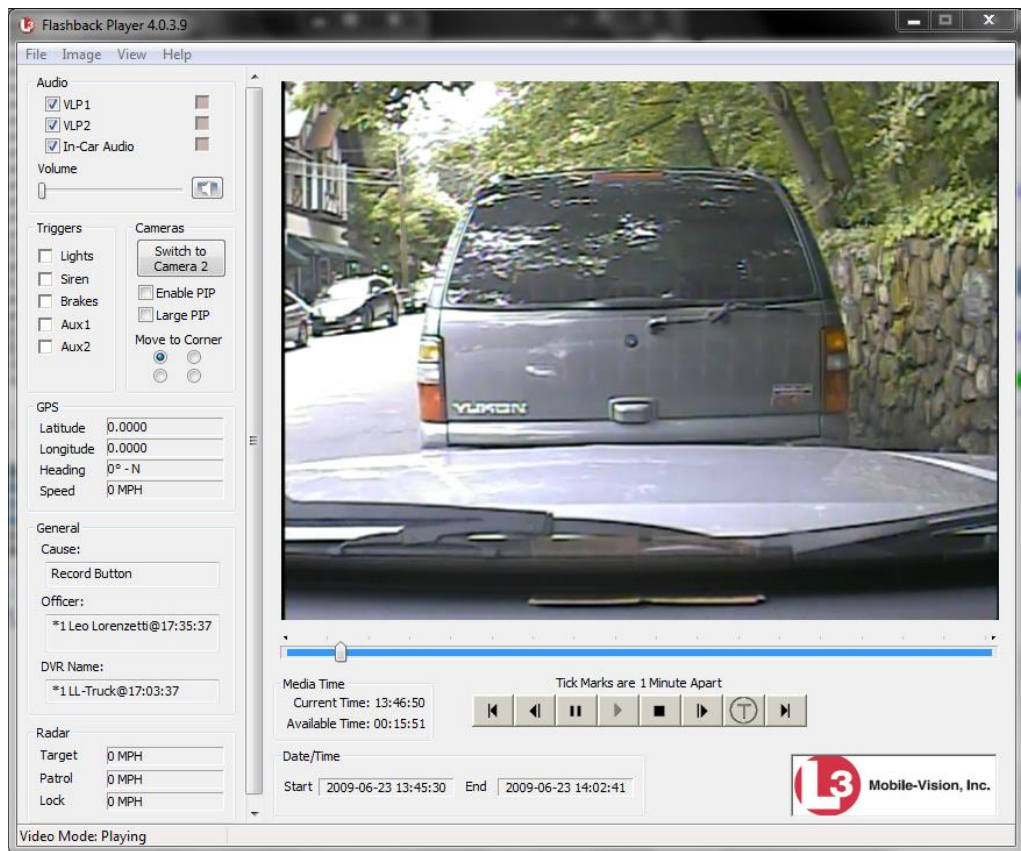 Flashback Player 4.0.3.9
File Image View Help
Audio
VLP1
VLP2
In-Car Audio
Volume
Triggers
Lights
Siren
Brakes
Aux1
Aux2
Cameras
Switch to
Camera 2
Enable PIP
Large PIP
Move to Corner
GPS
Latitude 0.0000
Longitude 0.0000
Heading 0° - N
Speed 0 MPH
General
Cause:
Record Button
Officer:
*1 Leo Lorenzetti@17:35:37
DVR Name:
*1 LL-Truck@17:03:37
Radar
Target 0 MPH
Patrol 0 MPH
Lock 0 MPH
Video Mode: Playing
YUKON
Media Time
Current Time: 13:46:50
Available Time: 00:15:51
Tick Marks are 1 Minute Apart
T
Date/Time
Start 2009-06-23 13:45:30 End 2009-06-23 14:02:41
L3 Mobile-Vision, Inc.